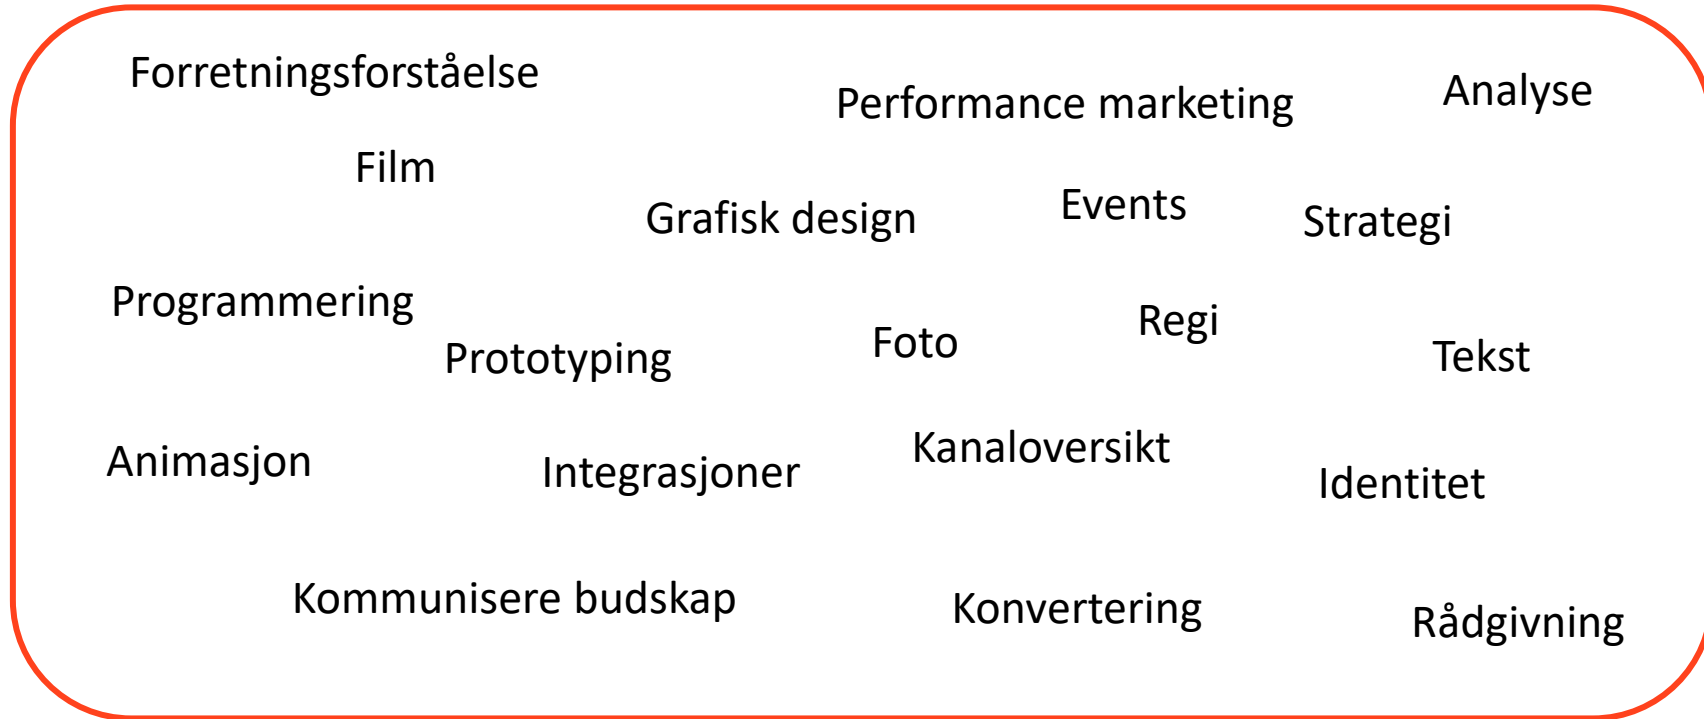 Forretningsforståelse
Performance marketing
Analyse
Film
Grafisk design
Events
Strategi
Programmering
Prototyping
Foto
Regi
Tekst
Animasjon
Integrasjoner
Kanaloversikt
Identitet
Kommunisere budskap
Konvertering
Rådgivning